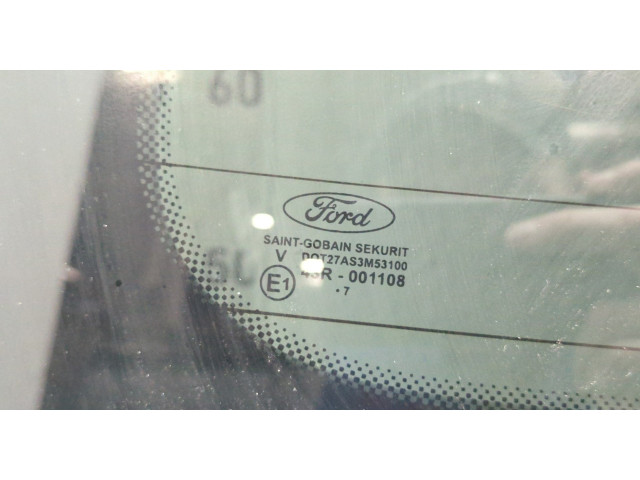 60
Ford
SAINT-GOBAIN SEKURIT
V DOT27AS3M53100
E1 43R - 001108
.7